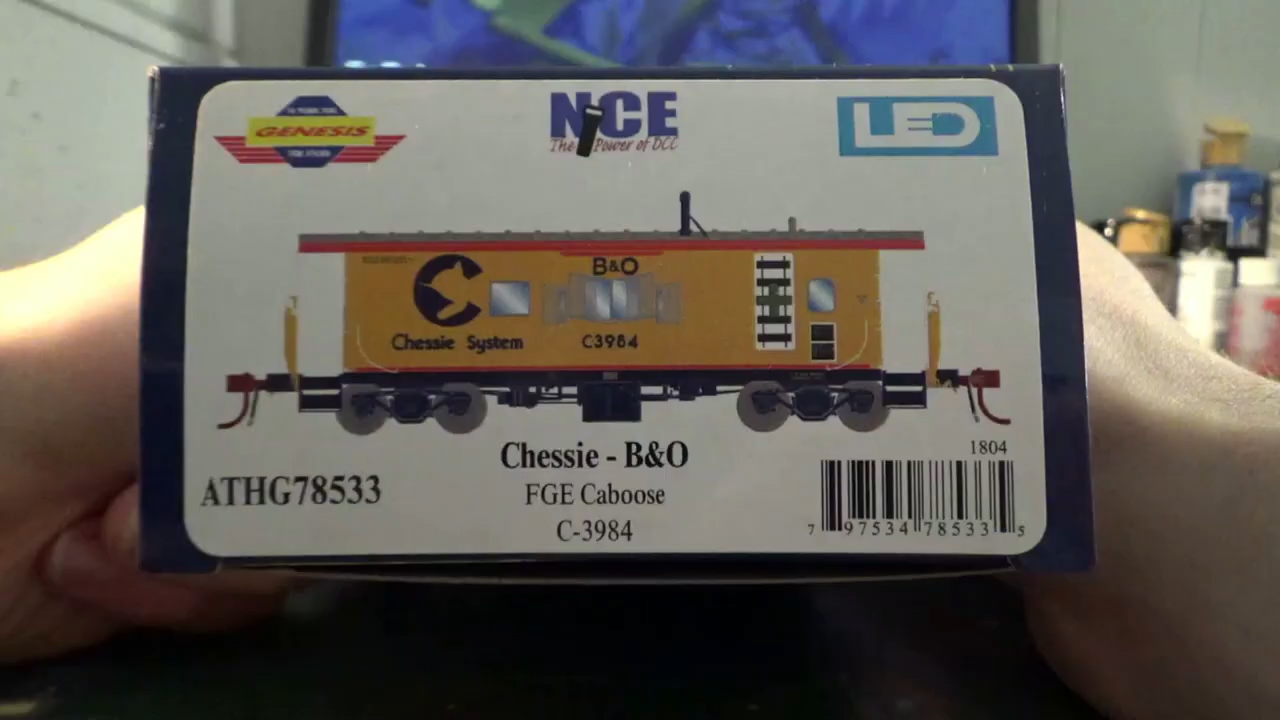 GENESIS
NCE
The Power of DCC
LED
B&O
Chessie System
C3984
Chessie - B&O
1804
ATHG78533
FGE Caboose
C-3984
7 97534 78533 5